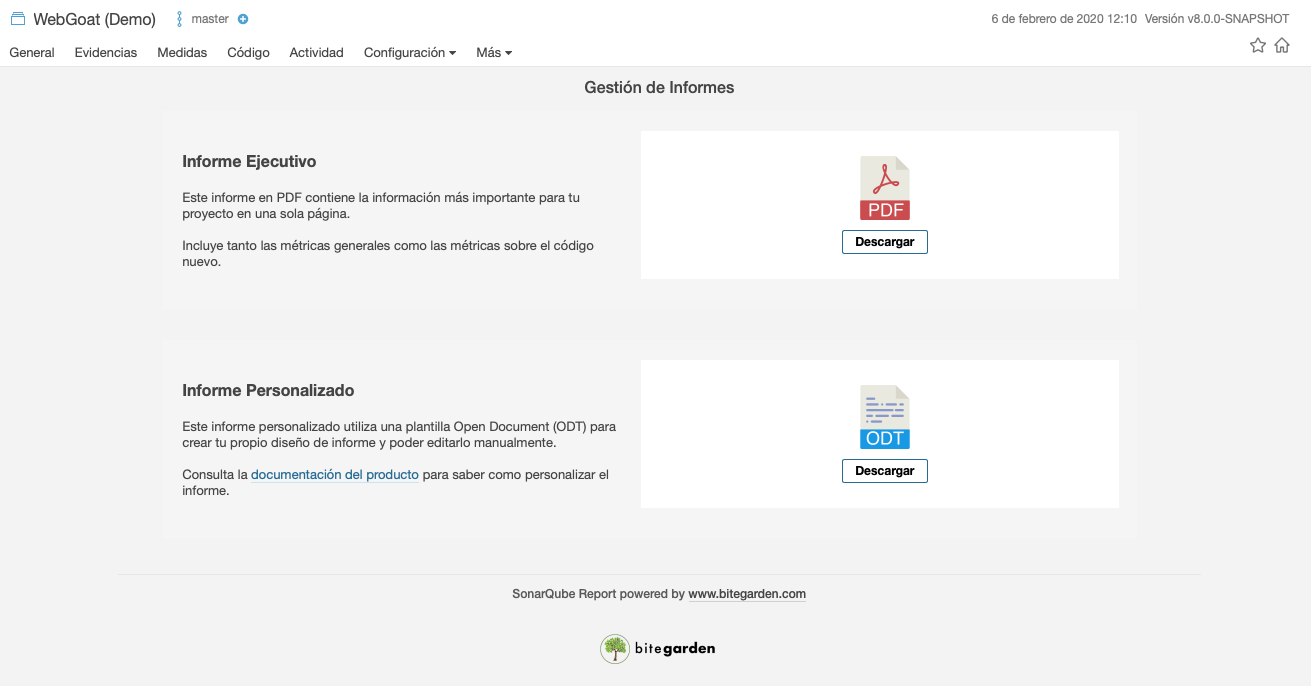 WebGoat (Demo) master
6 de febrero de 2020 12:10 Versión v8.0.0-SNAPSHOT
General Evidencias Medidas Código Actividad Configuración Más
Gestión de Informes
Informe Ejecutivo
Este informe en PDF contiene la información más importante para tu
proyecto en una sola página.
Incluye tanto las métricas generales como las métricas sobre el código
nuevo.
PDF
Descargar
Informe Personalizado
Este informe personalizado utiliza una plantilla Open Document (ODT) para
crear tu propio diseño de informe y poder editarlo manualmente.
Consulta la documentación del producto para saber como personalizar el
informe.
ODT
Descargar
SonarQube Report powered by www.bitegarden.com
bitegarden